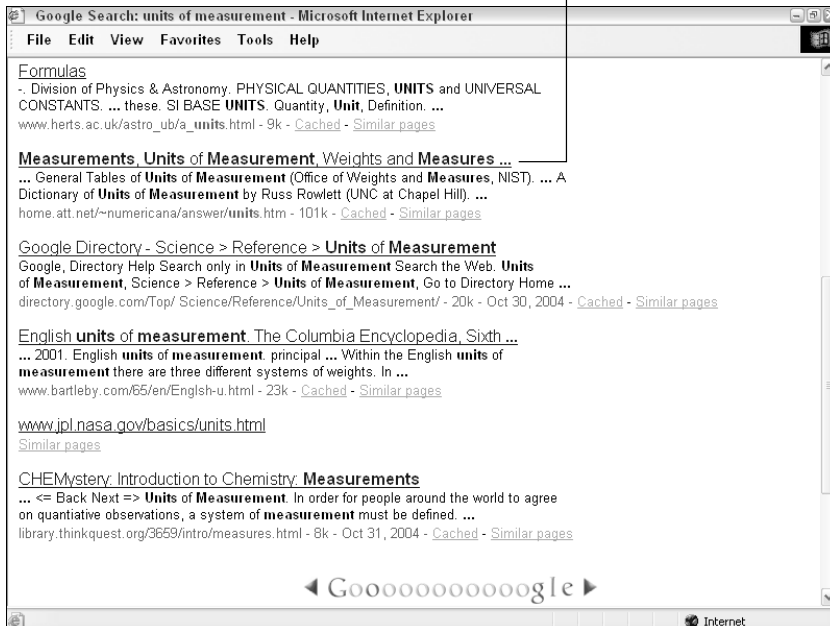 Google Search: units of measurement - Microsoft Internet Explorer
File Edit View Favorites Tools Help
Formulas
-. Division of Physics & Astronomy. PHYSICAL QUANTITIES, UNITS and UNIVERSAL
CONSTANTS. ... these. SI BASE UNITS. Quantity, Unit, Definition. ...
www.herts.ac.uk/astro_ub/a_units.html - 9k - Cached - Similar pages
Measurements, Units of Measurement, Weights and Measures ...
... General Tables of Units of Measurement (Office of Weights and Measures, NIST). ... A
Dictionary of Units of Measurement by Russ Rowlett (UNC at Chapel Hill). ...
home.att.net/~numericana/answer/units.htm - 101k - Cached - Similar pages
Google Directory - Science > Reference > Units of Measurement
Google, Directory Help Search only in Units of Measurement Search the Web. Units
of Measurement, Science > Reference > Units of Measurement, Go to Directory Home ...
directory.google.com/Top/ Science/Reference/Units_of_Measurement/ - 20k - Oct 30, 2004 - Cached - Similar pages
English units of measurement. The Columbia Encyclopedia, Sixth ...
... 2001. English units of measurement. principal ... Within the English units of
measurement there are three different systems of weights. In ...
www.bartleby.com/65/en/Englsh-u.html - 23k - Cached - Similar pages
www.jpl.nasa.gov/basics/units.html
Similar pages
CHEMystery: Introduction to Chemistry: Measurements
... <= Back Next => Units of Measurement. In order for people around the world to agree
on quantiative observations, a system of measurement must be defined. ...
library.thinkquest.org/3659/intro/measures.html - 8k - Oct 31, 2004 - Cached - Similar pages
Goooooooooogle
Internet